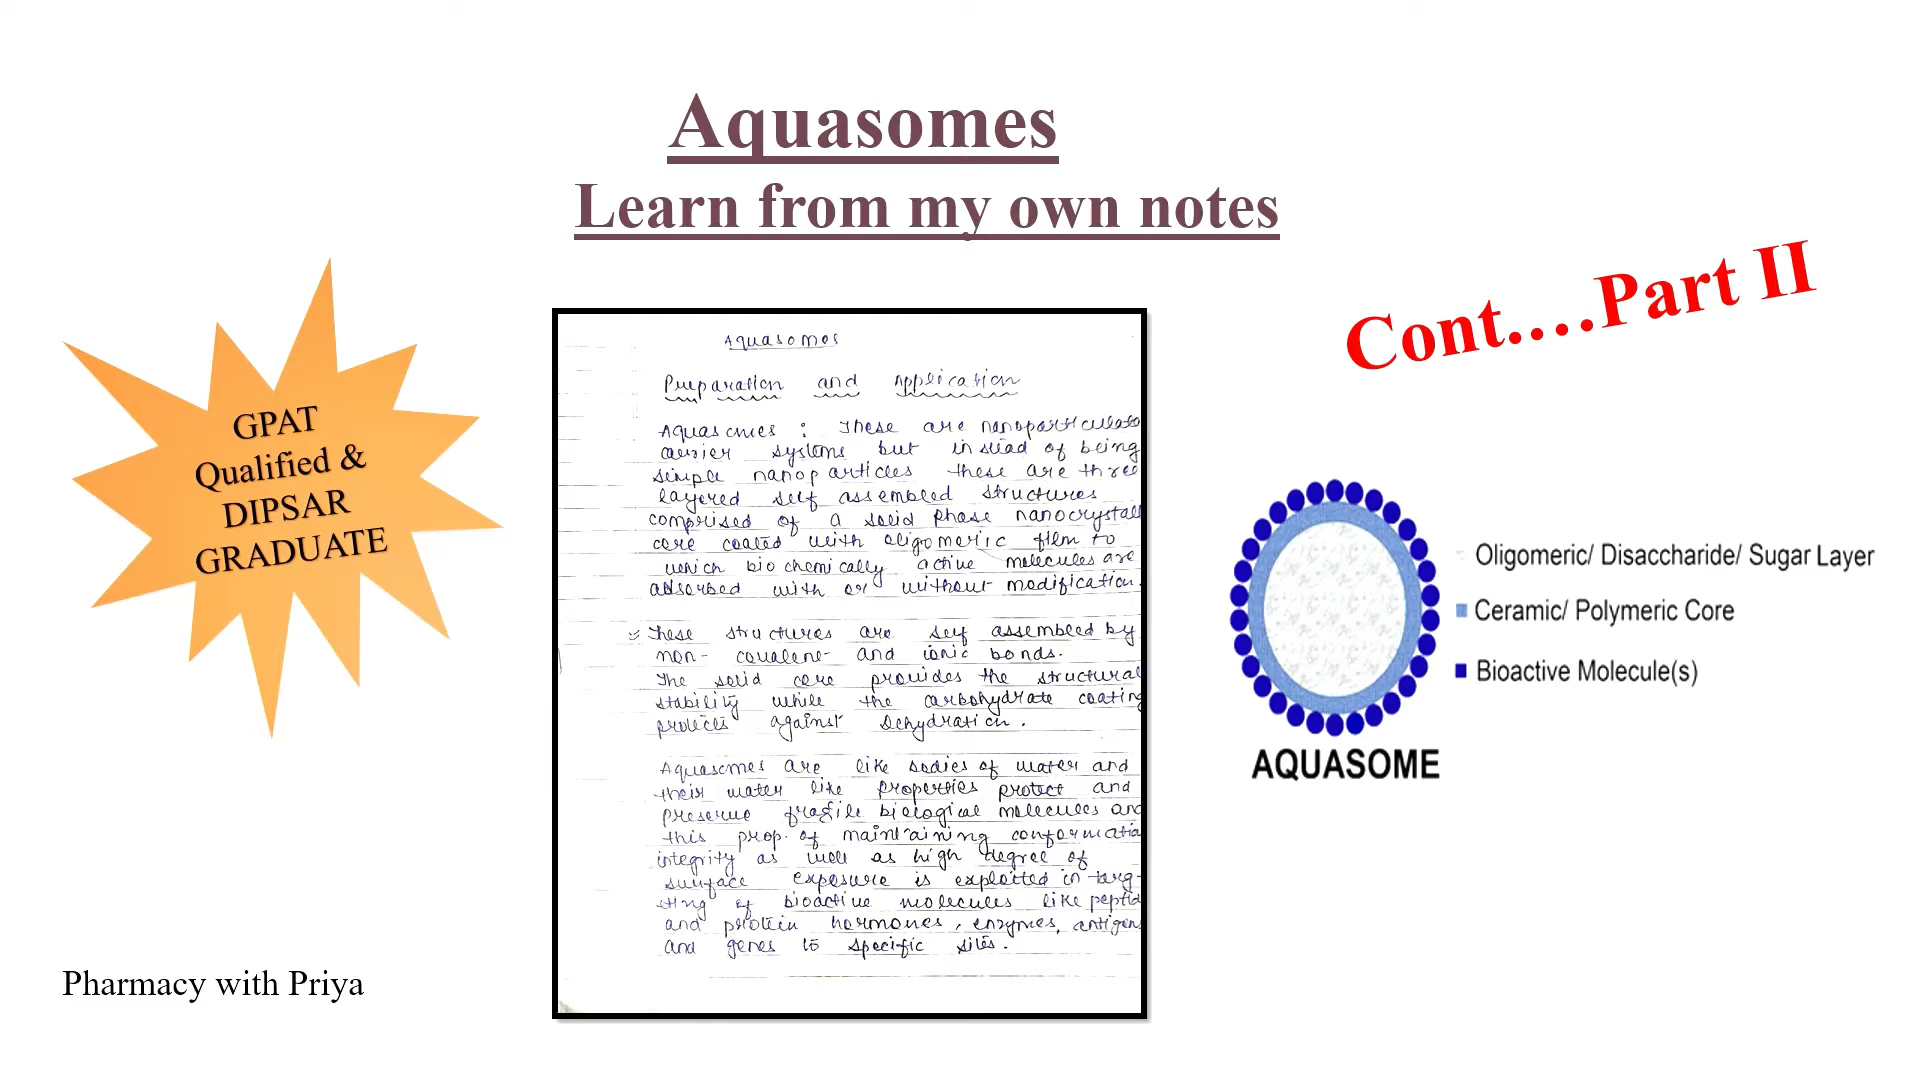 Aquasomes
Learn from my own notes
Cont.…Part II
GPAT
Qualified &
DIPSAR
GRADUATE
Aquasomes
Preparation and Application
Aquasomes : These are nanoparticulate
carrier systems but instead of being
simple nanoparticles these are three
layered self assembled structures
comprised of a solid phase nanocrystall
core coated with oligomeric film to
which biochemically active molecules are
adsorbed with or without modification.
These structures are self assembled by
non-covalent and ionic bonds.
The solid core provides the structural
stability while the carbohydrate coating
protects against dehydration.
Aquasomes are like bodies of water and
their water like properties protect and
preserve fragile biological molecules and
this prop. of maintaining conformatio
integrity as well as high degree of
surface exposure is exploited in targ-
ting of bioactive molecules like peptid
and protein hormones, enzymes, antigens
and genes to specific sites.
Oligomeric/ Disaccharide/ Sugar Layer
Ceramic/ Polymeric Core
Bioactive Molecule(s)
AQUASOME
Pharmacy with Priya